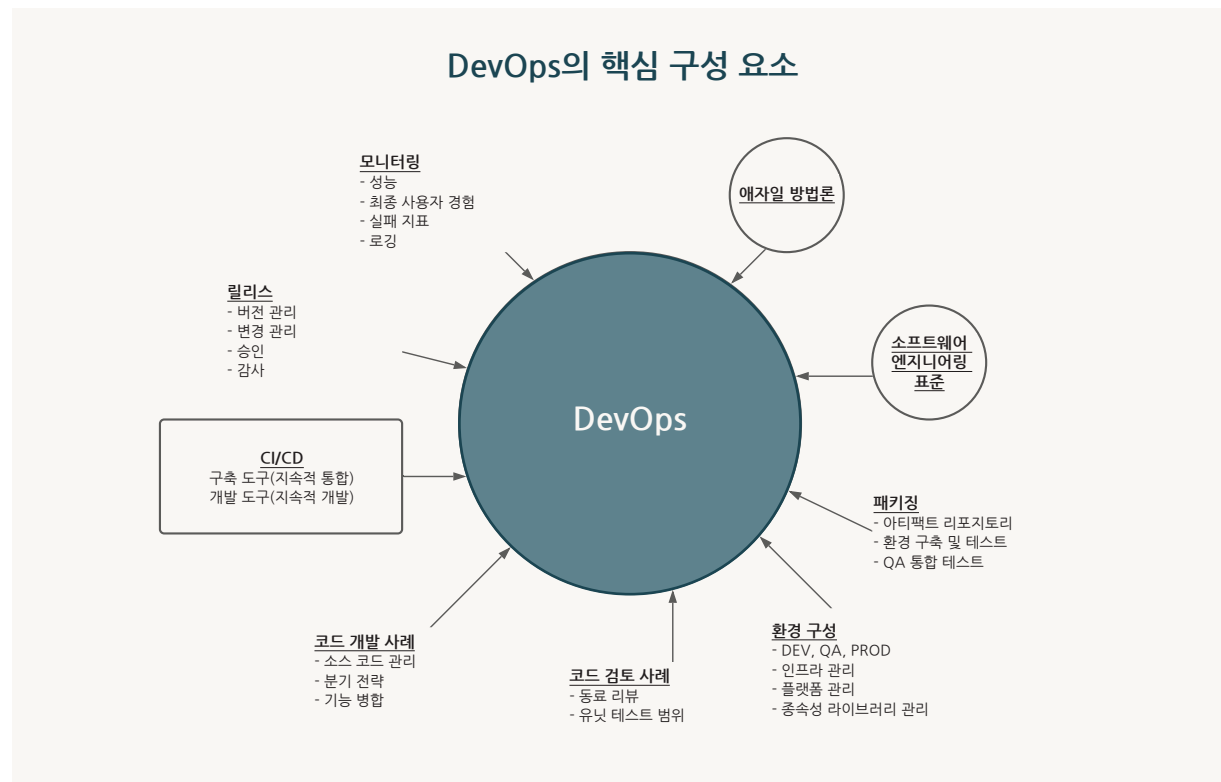 DevOps의 핵심 구성 요소
모니터링
- 성능
- 최종 사용자 경험
- 실패 지표
- 로깅
애자일 방법론
릴리스
- 버전 관리
- 변경 관리
- 승인
- 감사
소프트웨어
엔지니어링
표준
DevOps
CI/CD
구축 도구(지속적 통합)
개발 도구(지속적 개발)
패키징
- 아티팩트 리포지토리
- 환경 구축 및 테스트
- QA 통합 테스트
코드 개발 사례
- 소스 코드 관리
- 분기 전략
- 기능 병합
코드 검토 사례
- 동료 리뷰
- 유닛 테스트 범위
환경 구성
- DEV, QA, PROD
- 인프라 관리
- 플랫폼 관리
- 종속성 라이브러리 관리